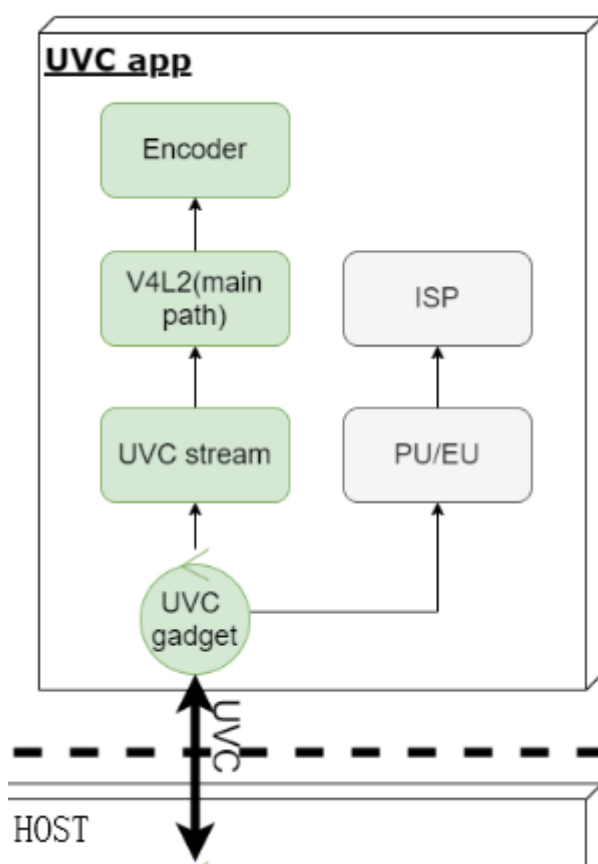 UVC app
Encoder
V4L2(main
path)
ISP
UVC stream
PU/EU
UVC
gadget
UVC
HOST